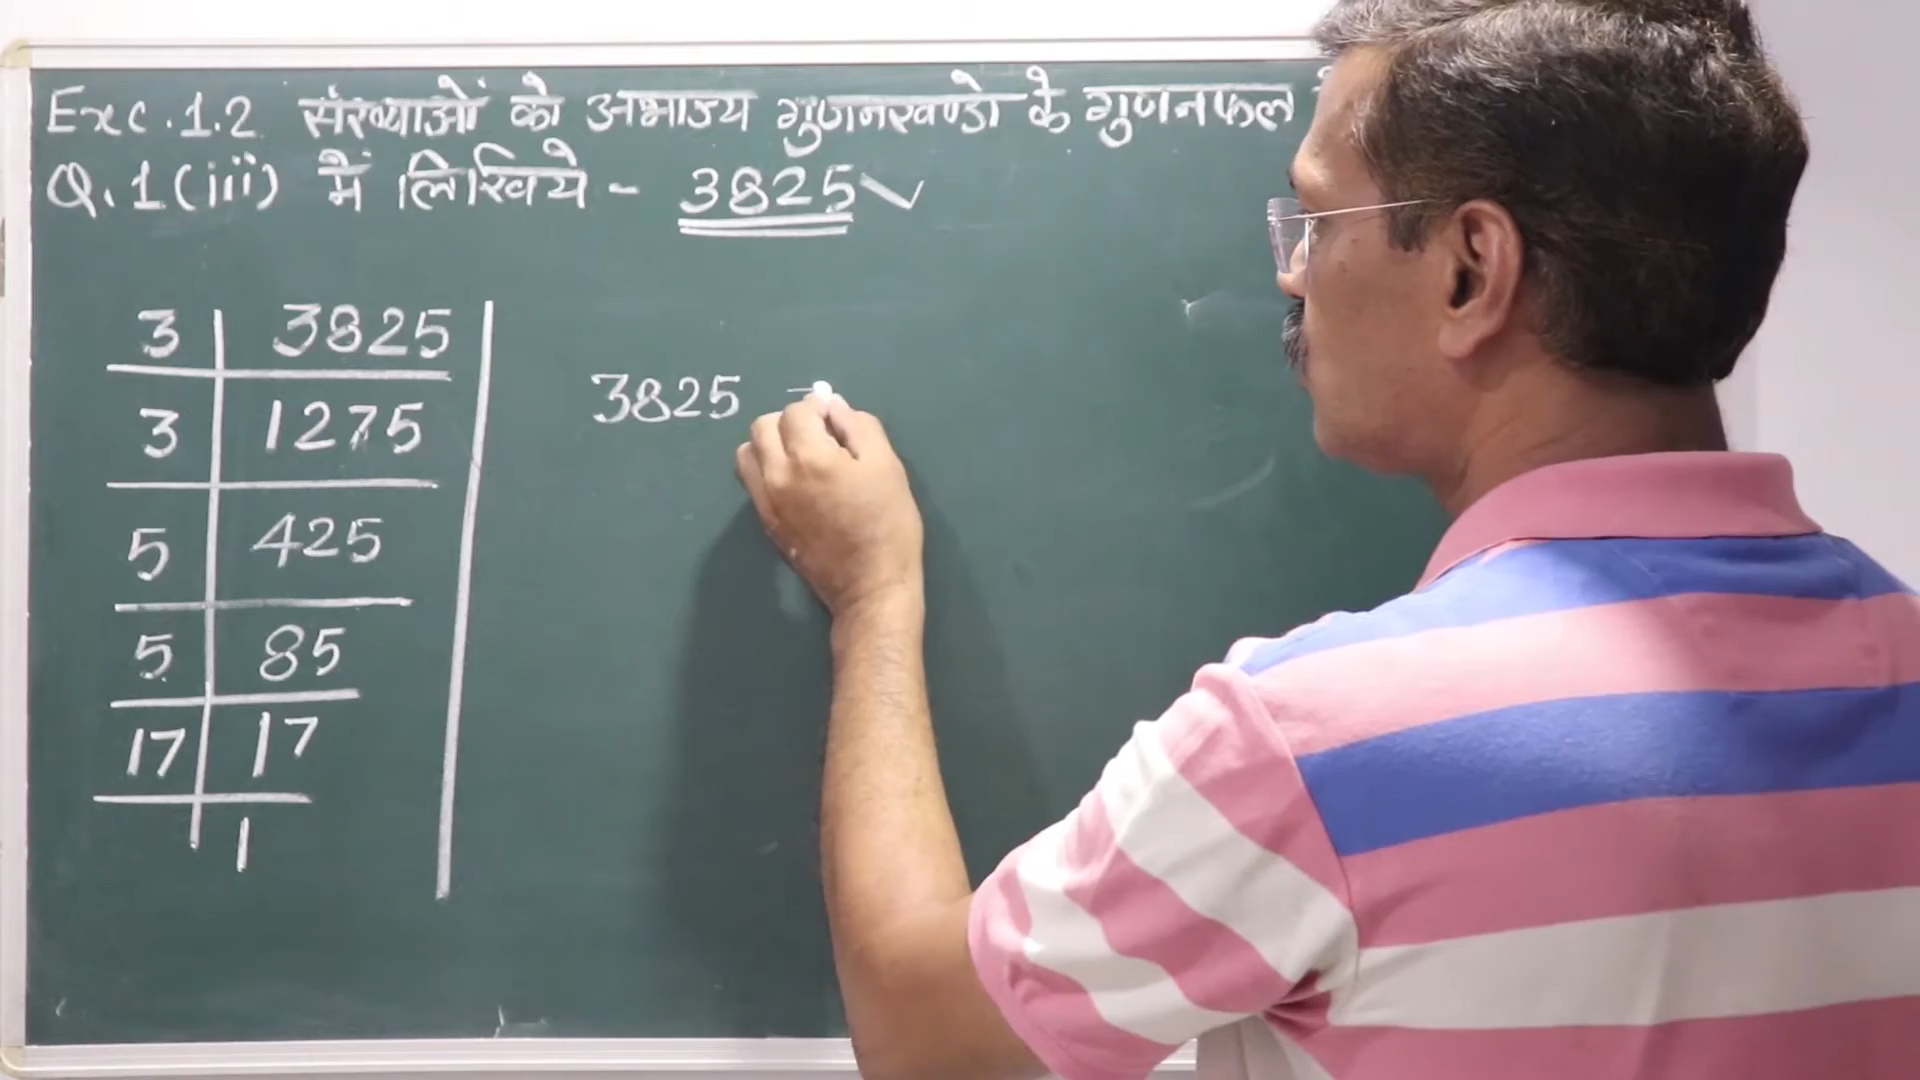 Exc.1.2 संख्याओं को अभाज्य गुणनखण्डो के गुणनफल
Q.1(iii) में लिखिये - 3825 ✓
3 | 3825
3 | 1275
5 | 425
5 | 85
17 | 17
1
3825